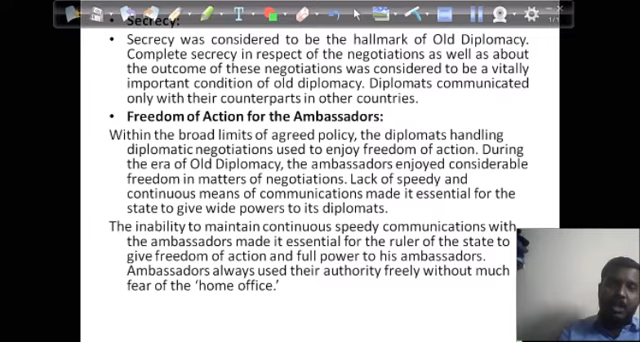 • Secrecy:
• Secrecy was considered to be the hallmark of Old Diplomacy.
Complete secrecy in respect of the negotiations as well as about
the outcome of these negotiations was considered to be a vitally
important condition of old diplomacy. Diplomats communicated
only with their counterparts in other countries.
• Freedom of Action for the Ambassadors:
Within the broad limits of agreed policy, the diplomats handling
diplomatic negotiations used to enjoy freedom of action. During
the era of Old Diplomacy, the ambassadors enjoyed considerable
freedom in matters of negotiations. Lack of speedy and
continuous means of communications made it essential for the
state to give wide powers to its diplomats.
The inability to maintain continuous speedy communications with
the ambassadors made it essential for the ruler of the state to
give freedom of action and full power to his ambassadors.
Ambassadors always used their authority freely without much
fear of the ‘home office.’
1/1